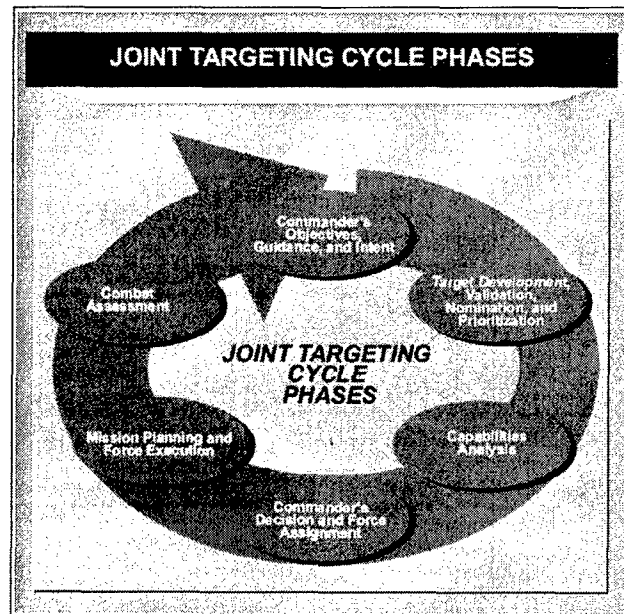 JOINT TARGETING CYCLE PHASES
Commander's
Objectives,
Guidance, and Intent
Target Development,
Validation,
Nomination, and
Prioritization
Capabilities
Analysis
Commander's
Decision and Force
Assignment
Mission Planning and
Force Execution
Combat
Assessment
JOINT TARGETING
CYCLE
PHASES